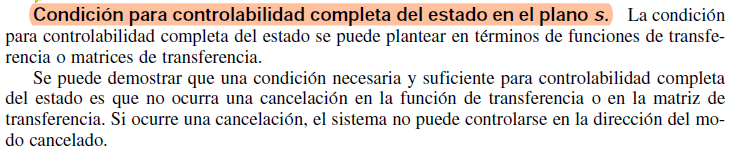 Condición para controlabilidad completa del estado en el plano s. La condición
para controlabilidad completa del estado se puede plantear en términos de funciones de transfe-
rencia o matrices de transferencia.
Se puede demostrar que una condición necesaria y suficiente para controlabilidad completa
del estado es que no ocurra una cancelación en la función de transferencia o en la matriz de
transferencia. Si ocurre una cancelación, el sistema no puede controlarse en la dirección del mo-
do cancelado.